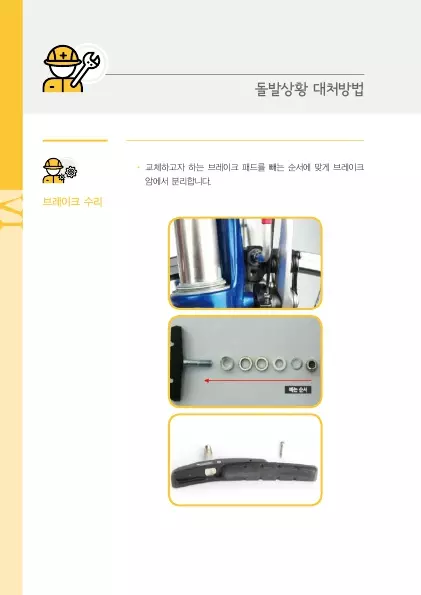 돌발상황 대처방법
· 교체하고자 하는 브레이크 패드를 빼는 순서에 맞게 브레이크
암에서 분리합니다.
브레이크 수리
빼는 순서
VI